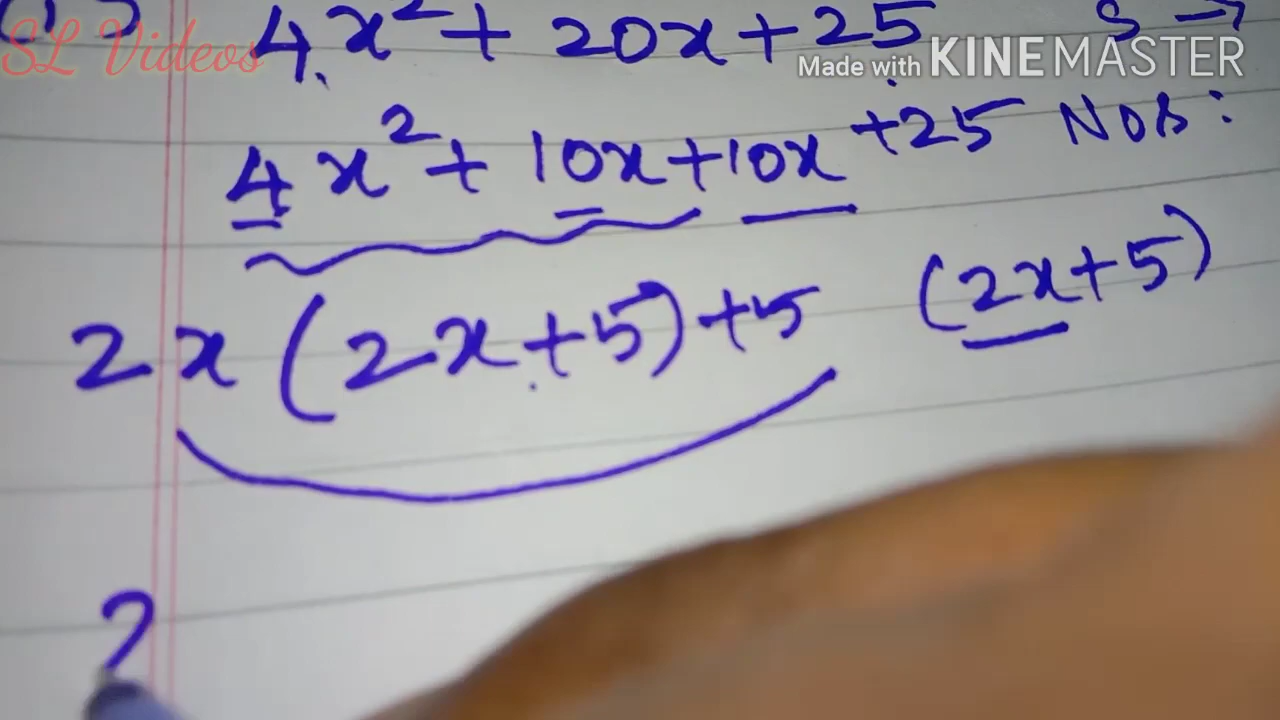 SL Videos
4x² + 20x + 25 S →
Made with KINEMASTER
4x² + 10x + 10x + 25 Nos :
2x (2x + 5) + 5 (2x + 5)
2